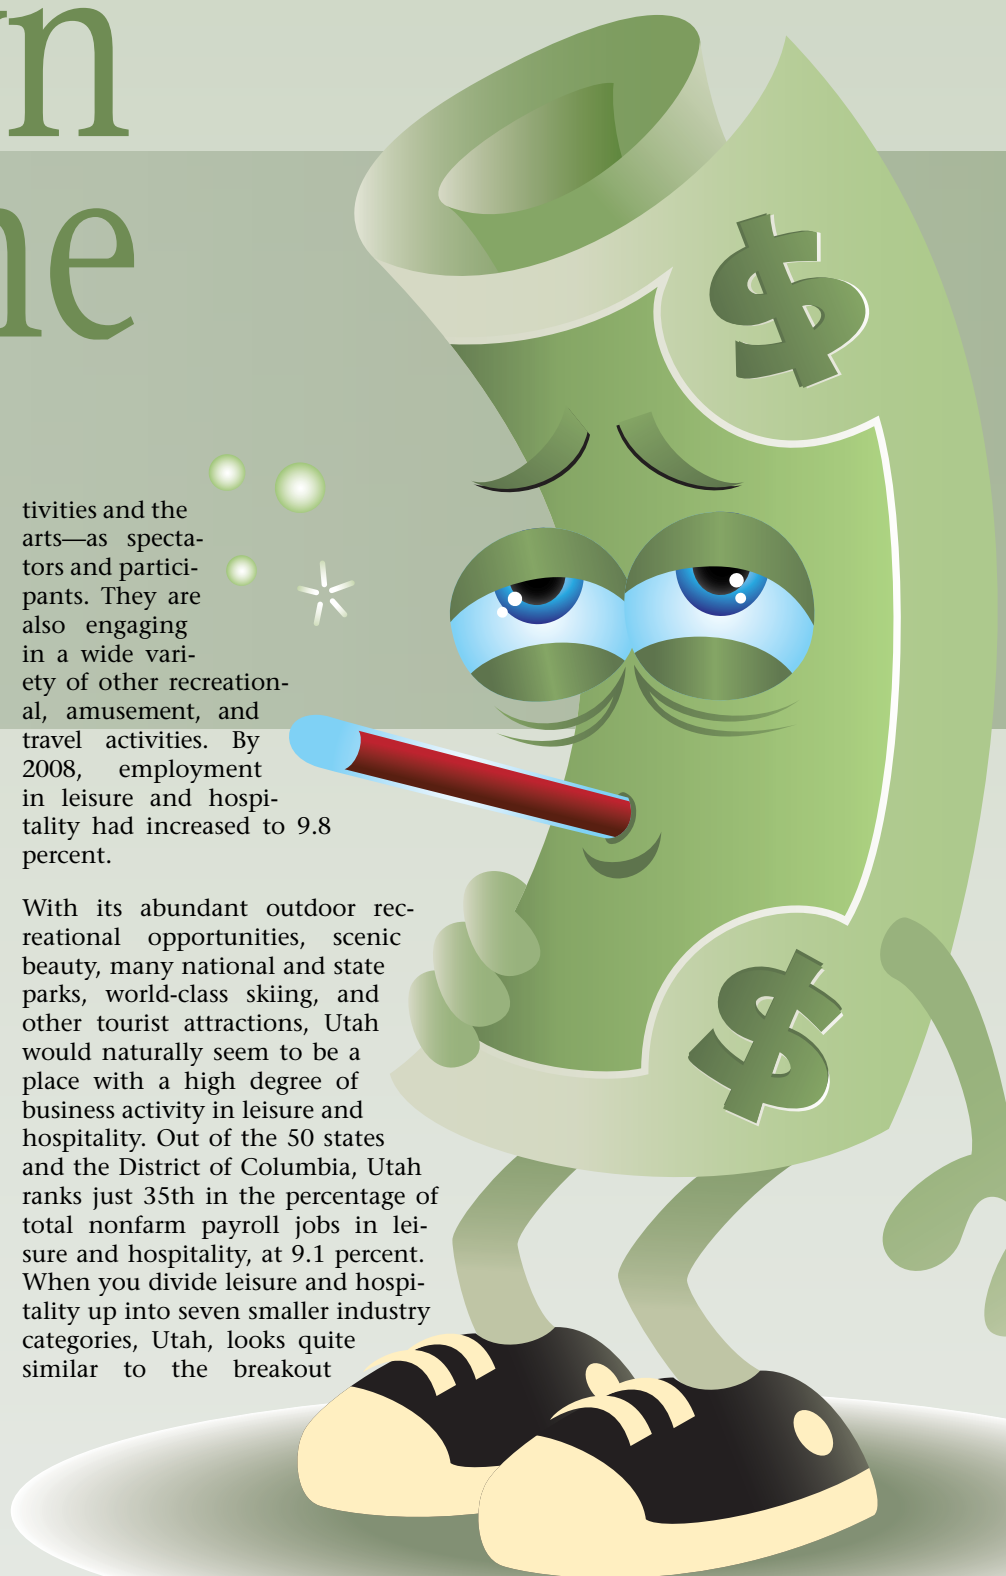 n
ne
$
tivities and the
arts—as specta-
tors and partici-
pants. They are
also engaging
in a wide vari-
ety of other recreation-
al, amusement, and
travel activities. By
2008, employment
in leisure and hospi-
tality had increased to 9.8
percent.
With its abundant outdoor rec-
reational opportunities, scenic
beauty, many national and state
parks, world-class skiing, and
other tourist attractions, Utah
would naturally seem to be a
place with a high degree of
business activity in leisure and
hospitality. Out of the 50 states
and the District of Columbia, Utah
ranks just 35th in the percentage of
total nonfarm payroll jobs in lei-
sure and hospitality, at 9.1 percent.
When you divide leisure and hospi-
tality up into seven smaller industry
categories, Utah, looks quite
similar to the breakout
$